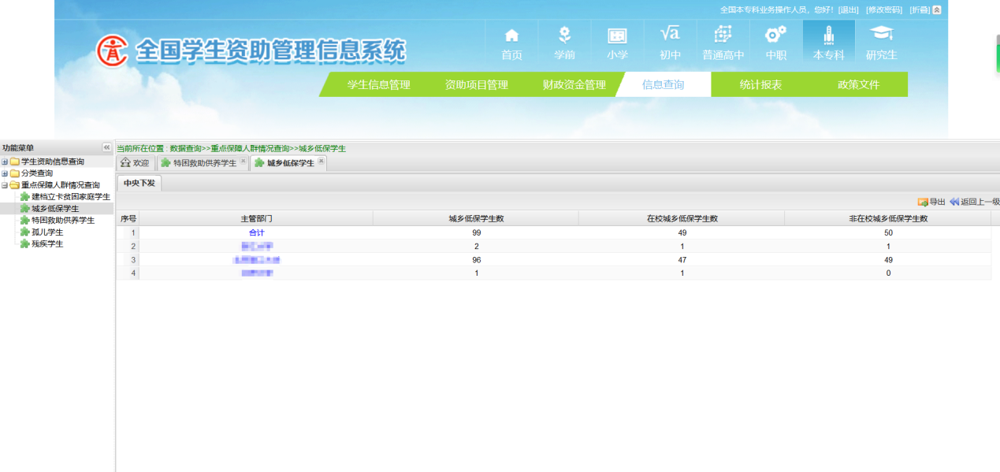 全国本专科业务操作人员，您好！ [退出] [修改密码] [折叠]
全国学生资助管理信息系统
首页 学前 小学 初中 普通高中 中职 本专科 研究生
学生信息管理 资助项目管理 财政资金管理 信息查询 统计报表 政策文件
功能菜单
学生资助信息查询
分类查询
重点保障人群情况查询
建档立卡贫困家庭学生
城乡低保学生
特困救助供养学生
孤儿学生
残疾学生
当前所在位置 : 数据查询>>重点保障人群情况查询>>城乡低保学生
欢迎 特困救助供养学生 城乡低保学生
中央下发
导出 返回上一级
序号 主管部门 城乡低保学生数 在校城乡低保学生数 非在校城乡低保学生数
1 合计 99 49 50
2 2 1 1
3 96 47 49
4 1 1 0